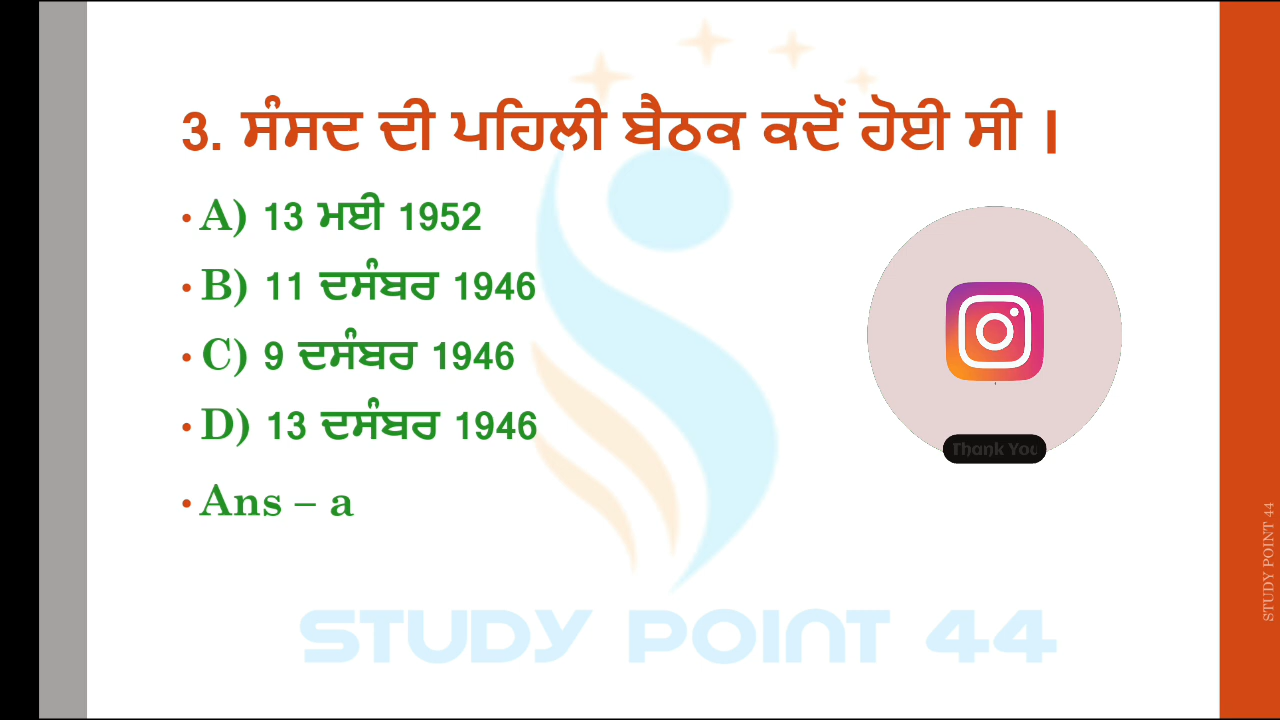 3. ਸੰਸਦ ਦੀ ਪਹਿਲੀ ਬੈਠਕ ਕਦੋਂ ਹੋਈ ਸੀ ।
• A) 13 ਮਈ 1952
• B) 11 ਦਸੰਬਰ 1946
• C) 9 ਦਸੰਬਰ 1946
• D) 13 ਦਸੰਬਰ 1946
• Ans – a
Thank You
STUDY POINT 44
STUDY POINT 44